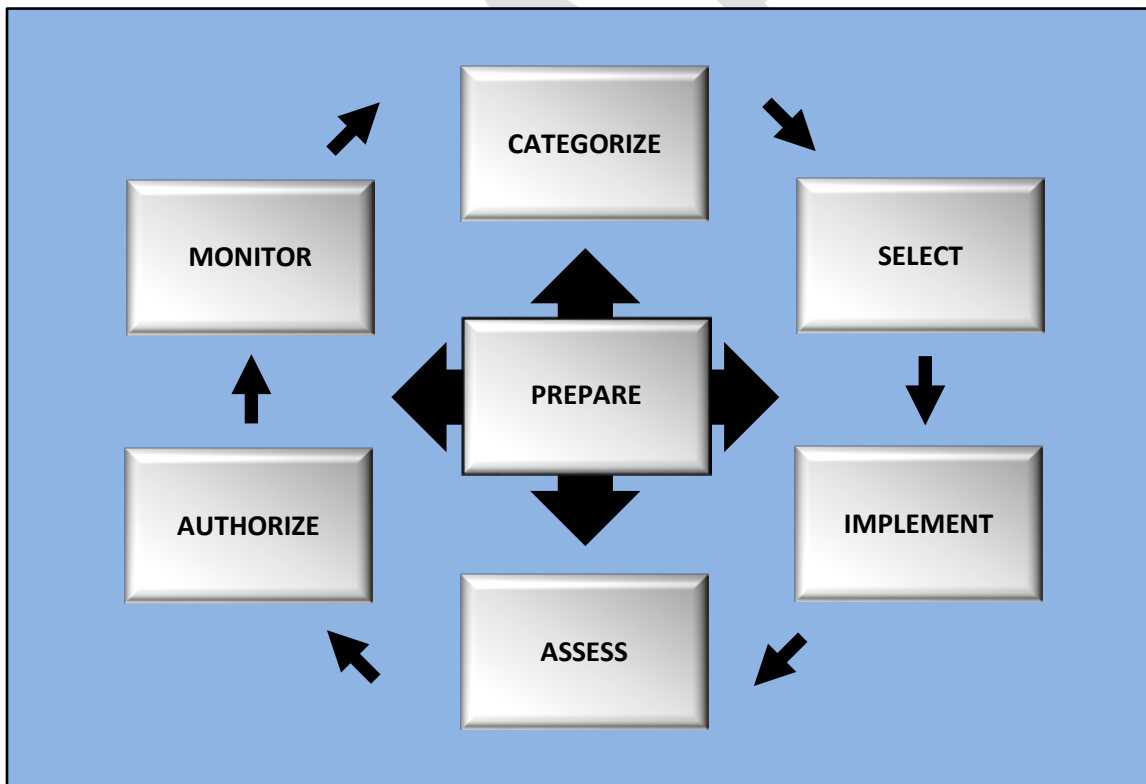 CATEGORIZE
MONITOR
SELECT
PREPARE
AUTHORIZE
IMPLEMENT
ASSESS